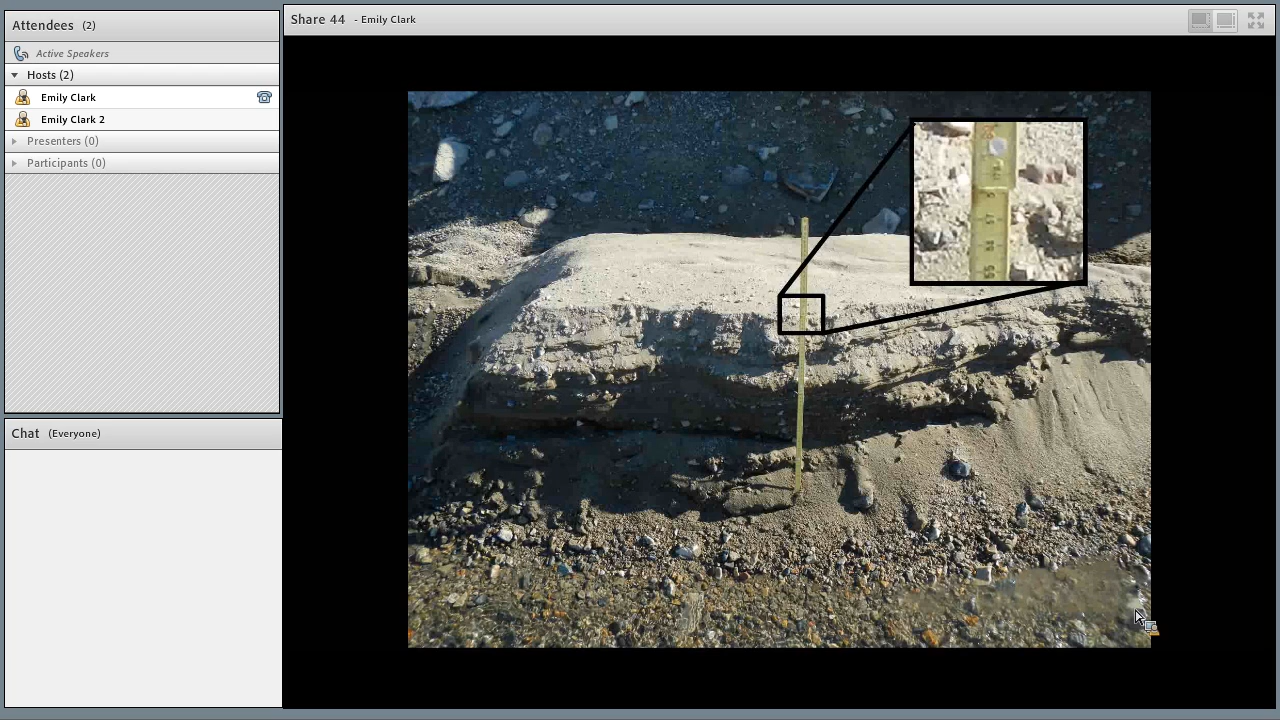 Attendees (2)
Active Speakers
Hosts (2)
Emily Clark
Emily Clark 2
Presenters (0)
Participants (0)
Chat (Everyone)
Share 44 - Emily Clark